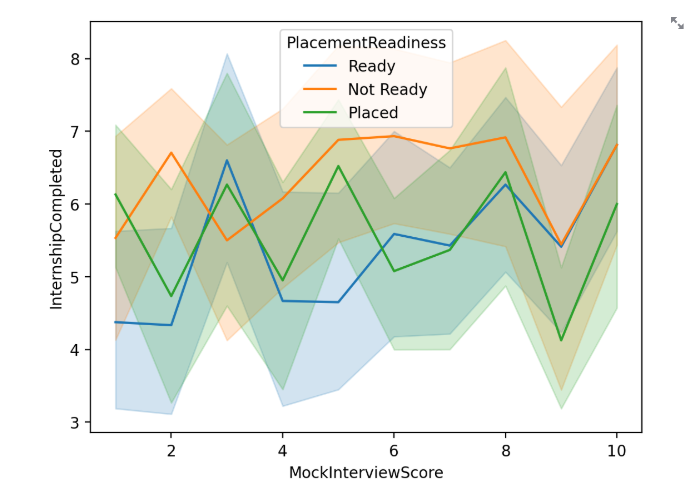 PlacementReadiness
Ready
Not Ready
Placed
8
7
6
5
4
3
InternshipCompleted
2
4
6
8
10
MockInterviewScore